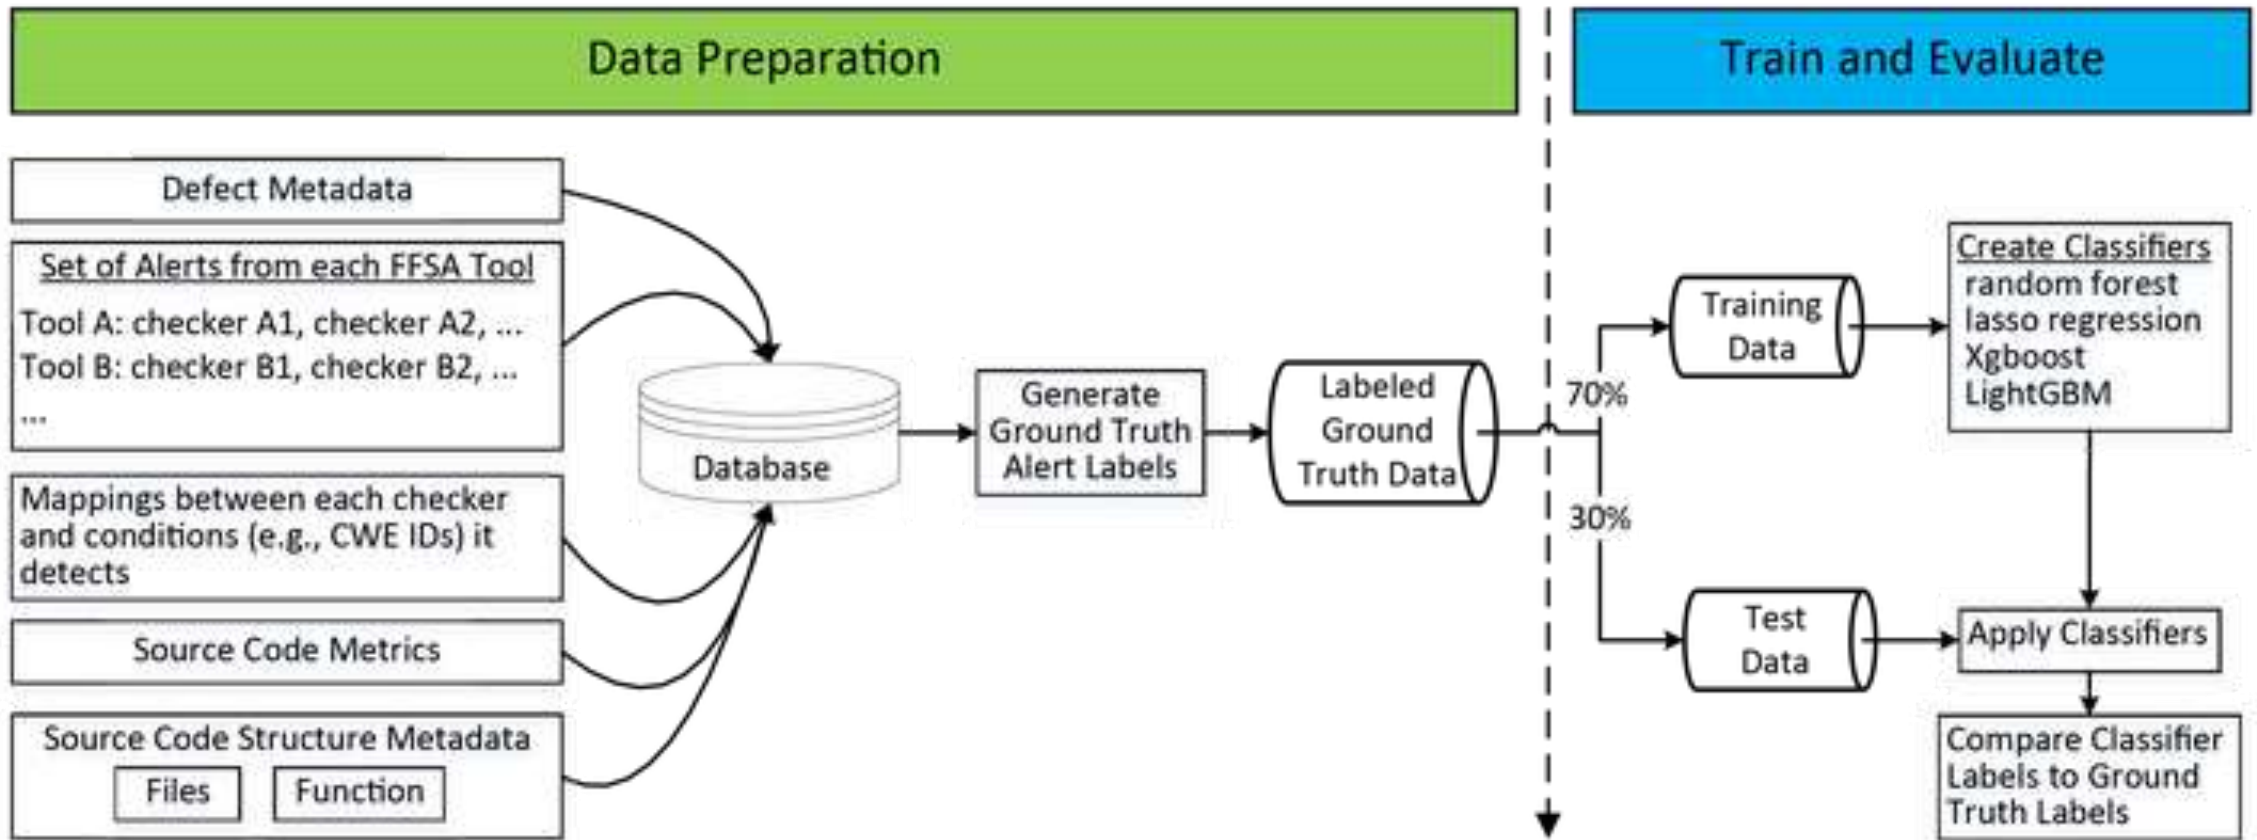 Data Preparation
Train and Evaluate
Defect Metadata
Set of Alerts from each FFSA Tool
Tool A: checker A1, checker A2, ...
Tool B: checker B1, checker B2, ...
...
Mappings between each checker
and conditions (e.g., CWE IDs) it
detects
Source Code Metrics
Source Code Structure Metadata
Files
Function
Database
Generate
Ground Truth
Alert Labels
Labeled
Ground
Truth Data
70%
30%
Training
Data
Test
Data
Create Classifiers
random forest
lasso regression
Xgboost
LightGBM
Apply Classifiers
Compare Classifier
Labels to Ground
Truth Labels